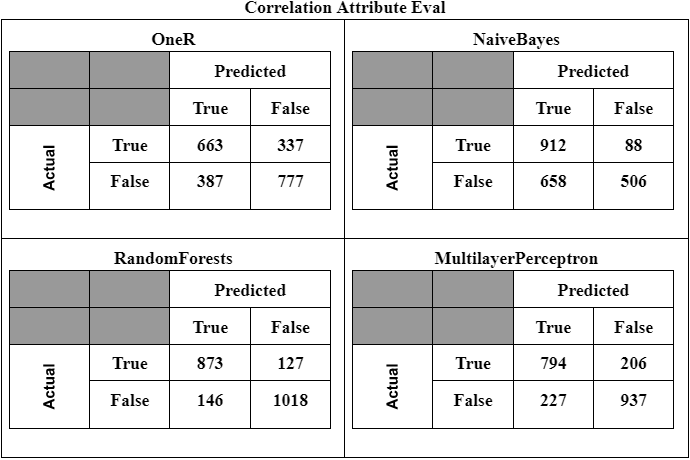 Correlation Attribute Eval
OneR
Predicted
True False
Actual
True 663 337
False 387 777
NaiveBayes
Predicted
True False
Actual
True 912 88
False 658 506
RandomForests
Predicted
True False
Actual
True 873 127
False 146 1018
MultilayerPerceptron
Predicted
True False
Actual
True 794 206
False 227 937